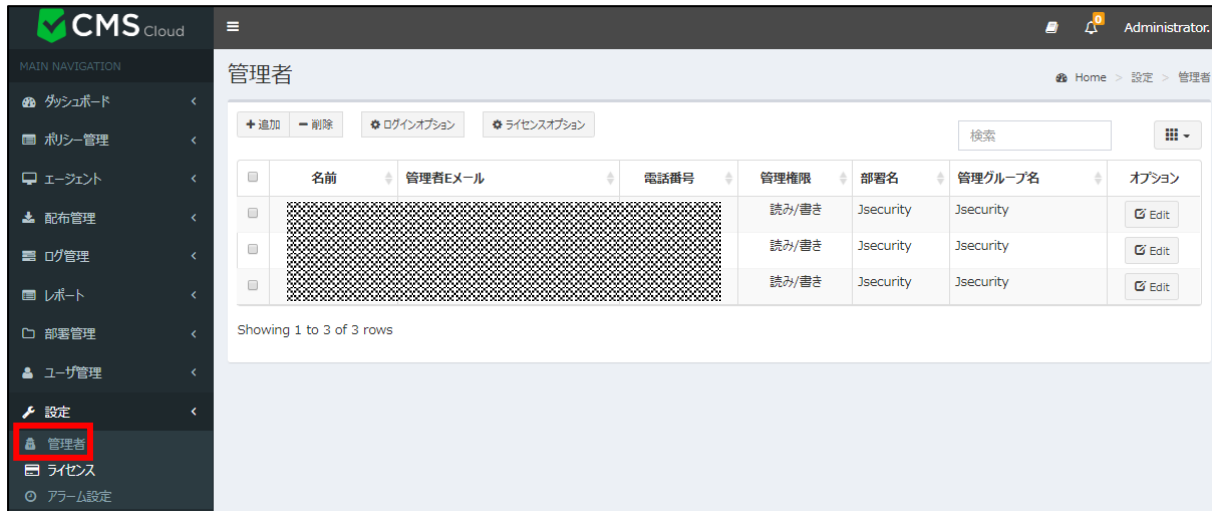 CMS Cloud
0
Administrator.
MAIN NAVIGATION
ダッシュボード
ポリシー管理
エージェント
配布管理
ログ管理
レポート
部署管理
ユーザ管理
設定
管理者
ライセンス
アラーム設定
管理者
Home > 設定 > 管理者
追加 削除 ログインオプション ライセンスオプション
検索
名前 管理者Eメール 電話番号 管理権限 部署名 管理グループ名 オプション
読み/書き Jsecurity Jsecurity Edit
読み/書き Jsecurity Jsecurity Edit
読み/書き Jsecurity Jsecurity Edit
Showing 1 to 3 of 3 rows